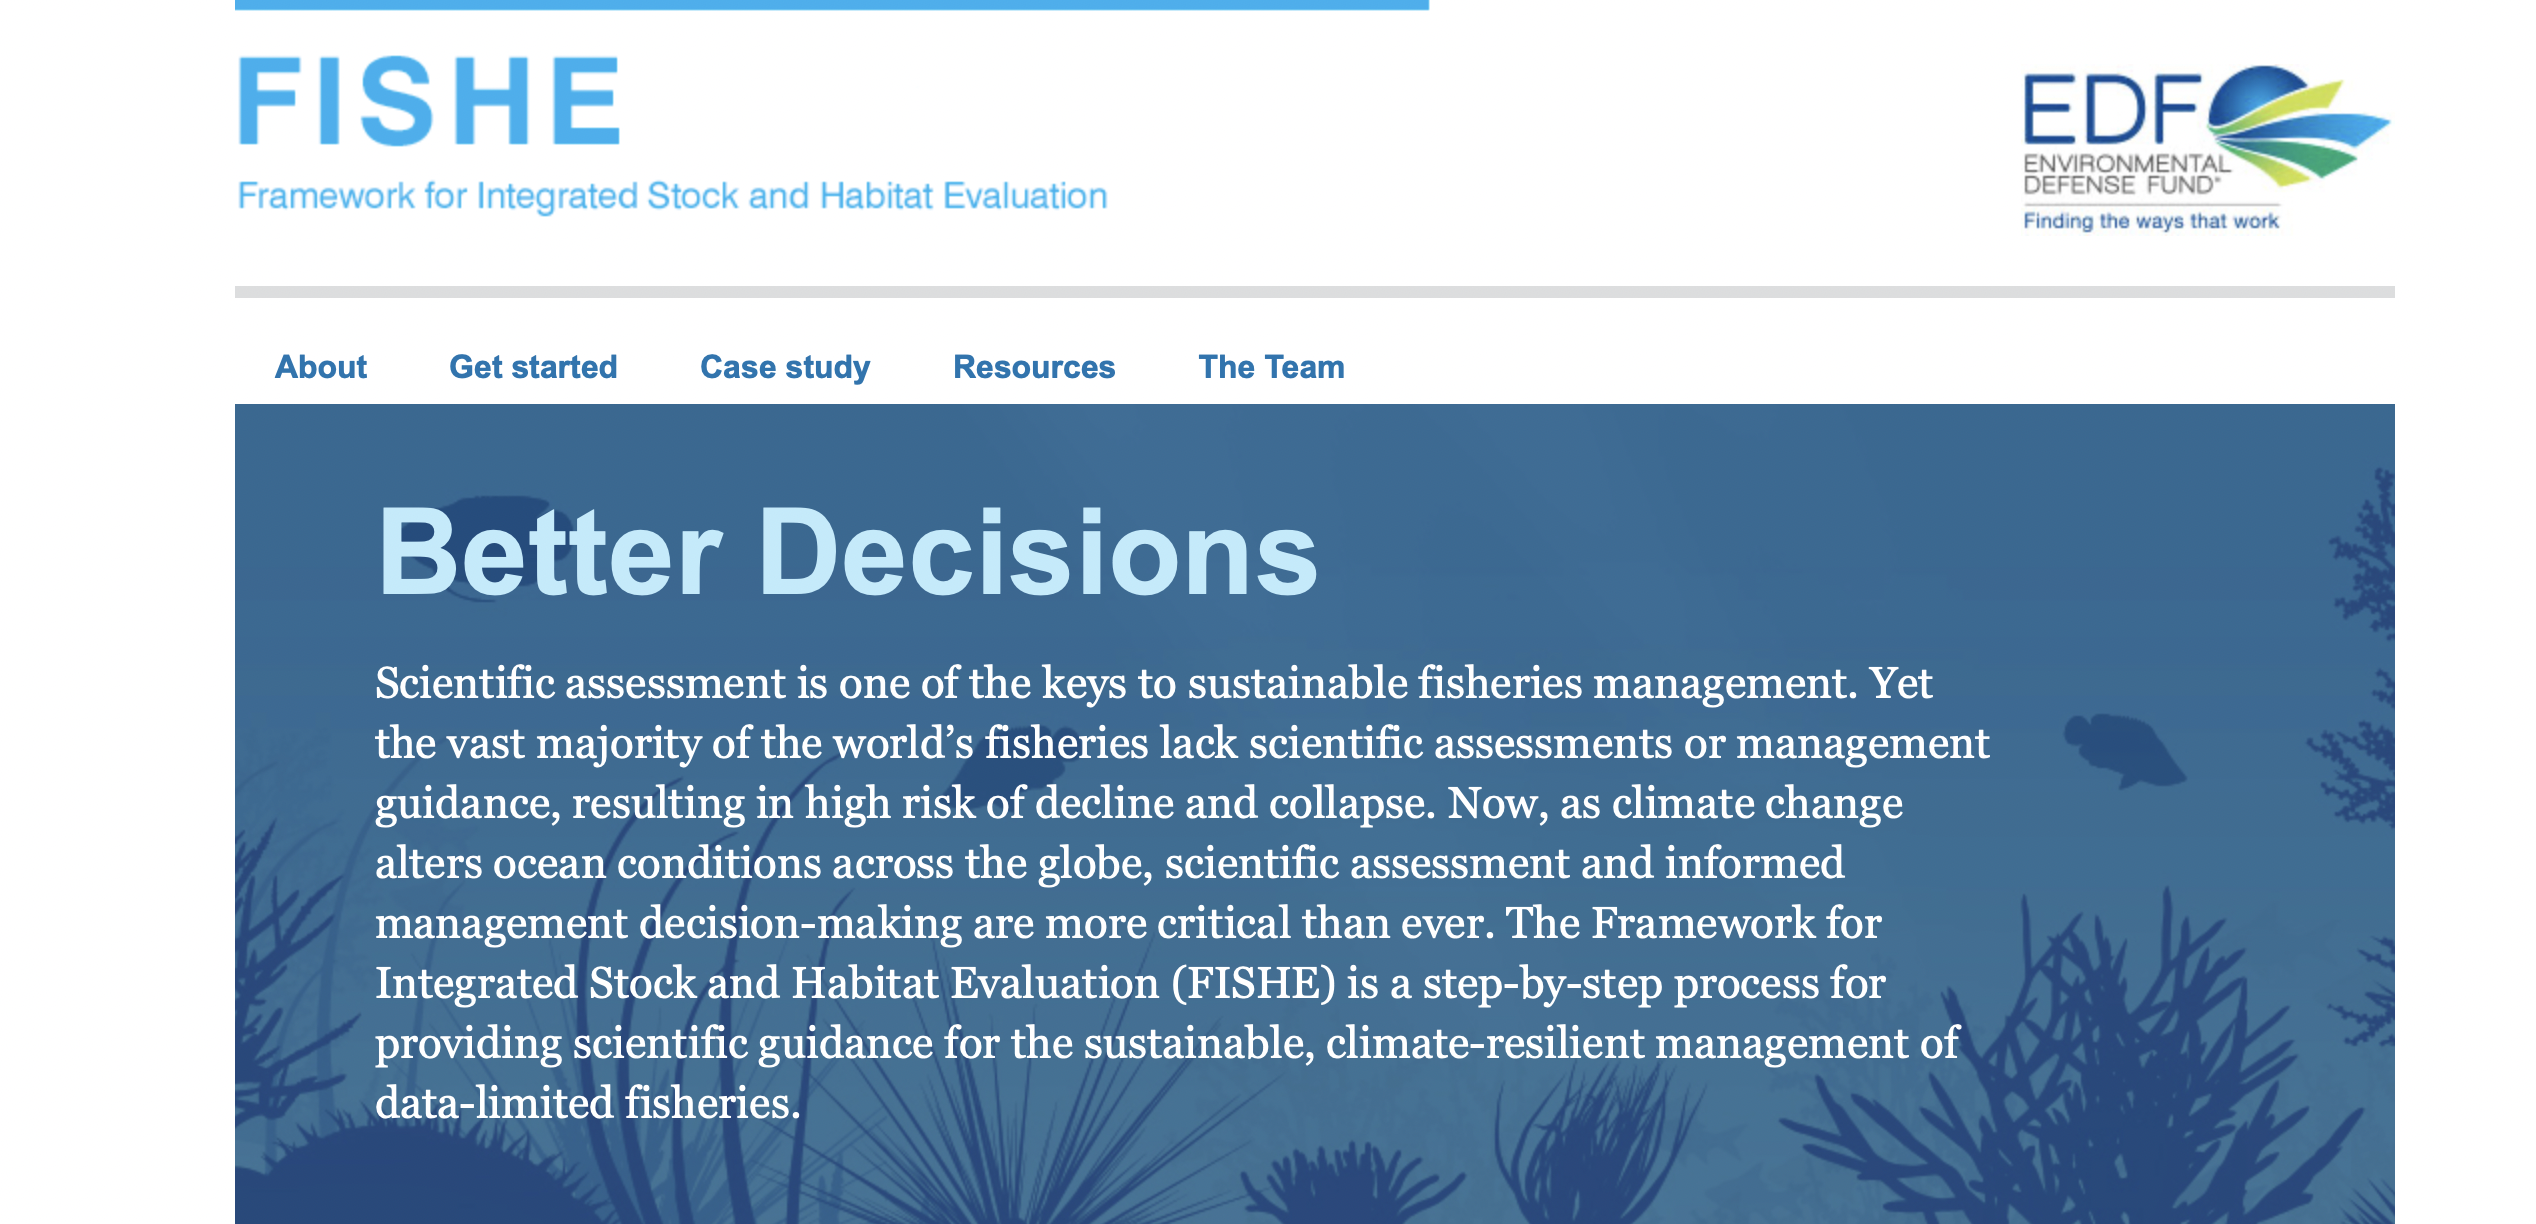 FISHE
Framework for Integrated Stock and Habitat Evaluation
EDF
ENVIRONMENTAL
DEFENSE FUND®
Finding the ways that work
About Get started Case study Resources The Team
Better Decisions
Scientific assessment is one of the keys to sustainable fisheries management. Yet
the vast majority of the world’s fisheries lack scientific assessments or management
guidance, resulting in high risk of decline and collapse. Now, as climate change
alters ocean conditions across the globe, scientific assessment and informed
management decision-making are more critical than ever. The Framework for
Integrated Stock and Habitat Evaluation (FISHE) is a step-by-step process for
providing scientific guidance for the sustainable, climate-resilient management of
data-limited fisheries.